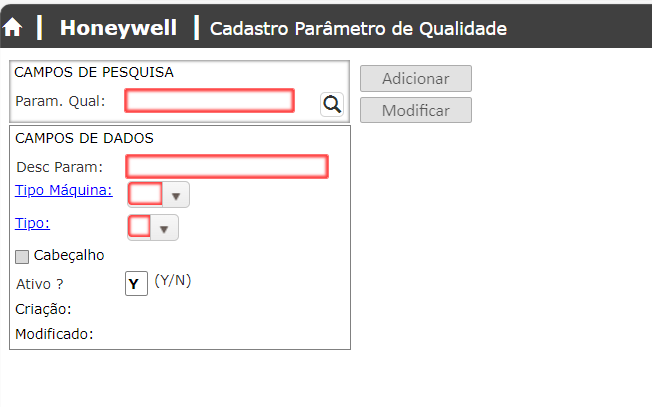 Honeywell Cadastro Parâmetro de Qualidade
CAMPOS DE PESQUISA
Param. Qual:
Adicionar
Modificar
CAMPOS DE DADOS
Desc Param:
Tipo Máquina:
Tipo:
Cabeçalho
Ativo ? Y (Y/N)
Criação:
Modificado: